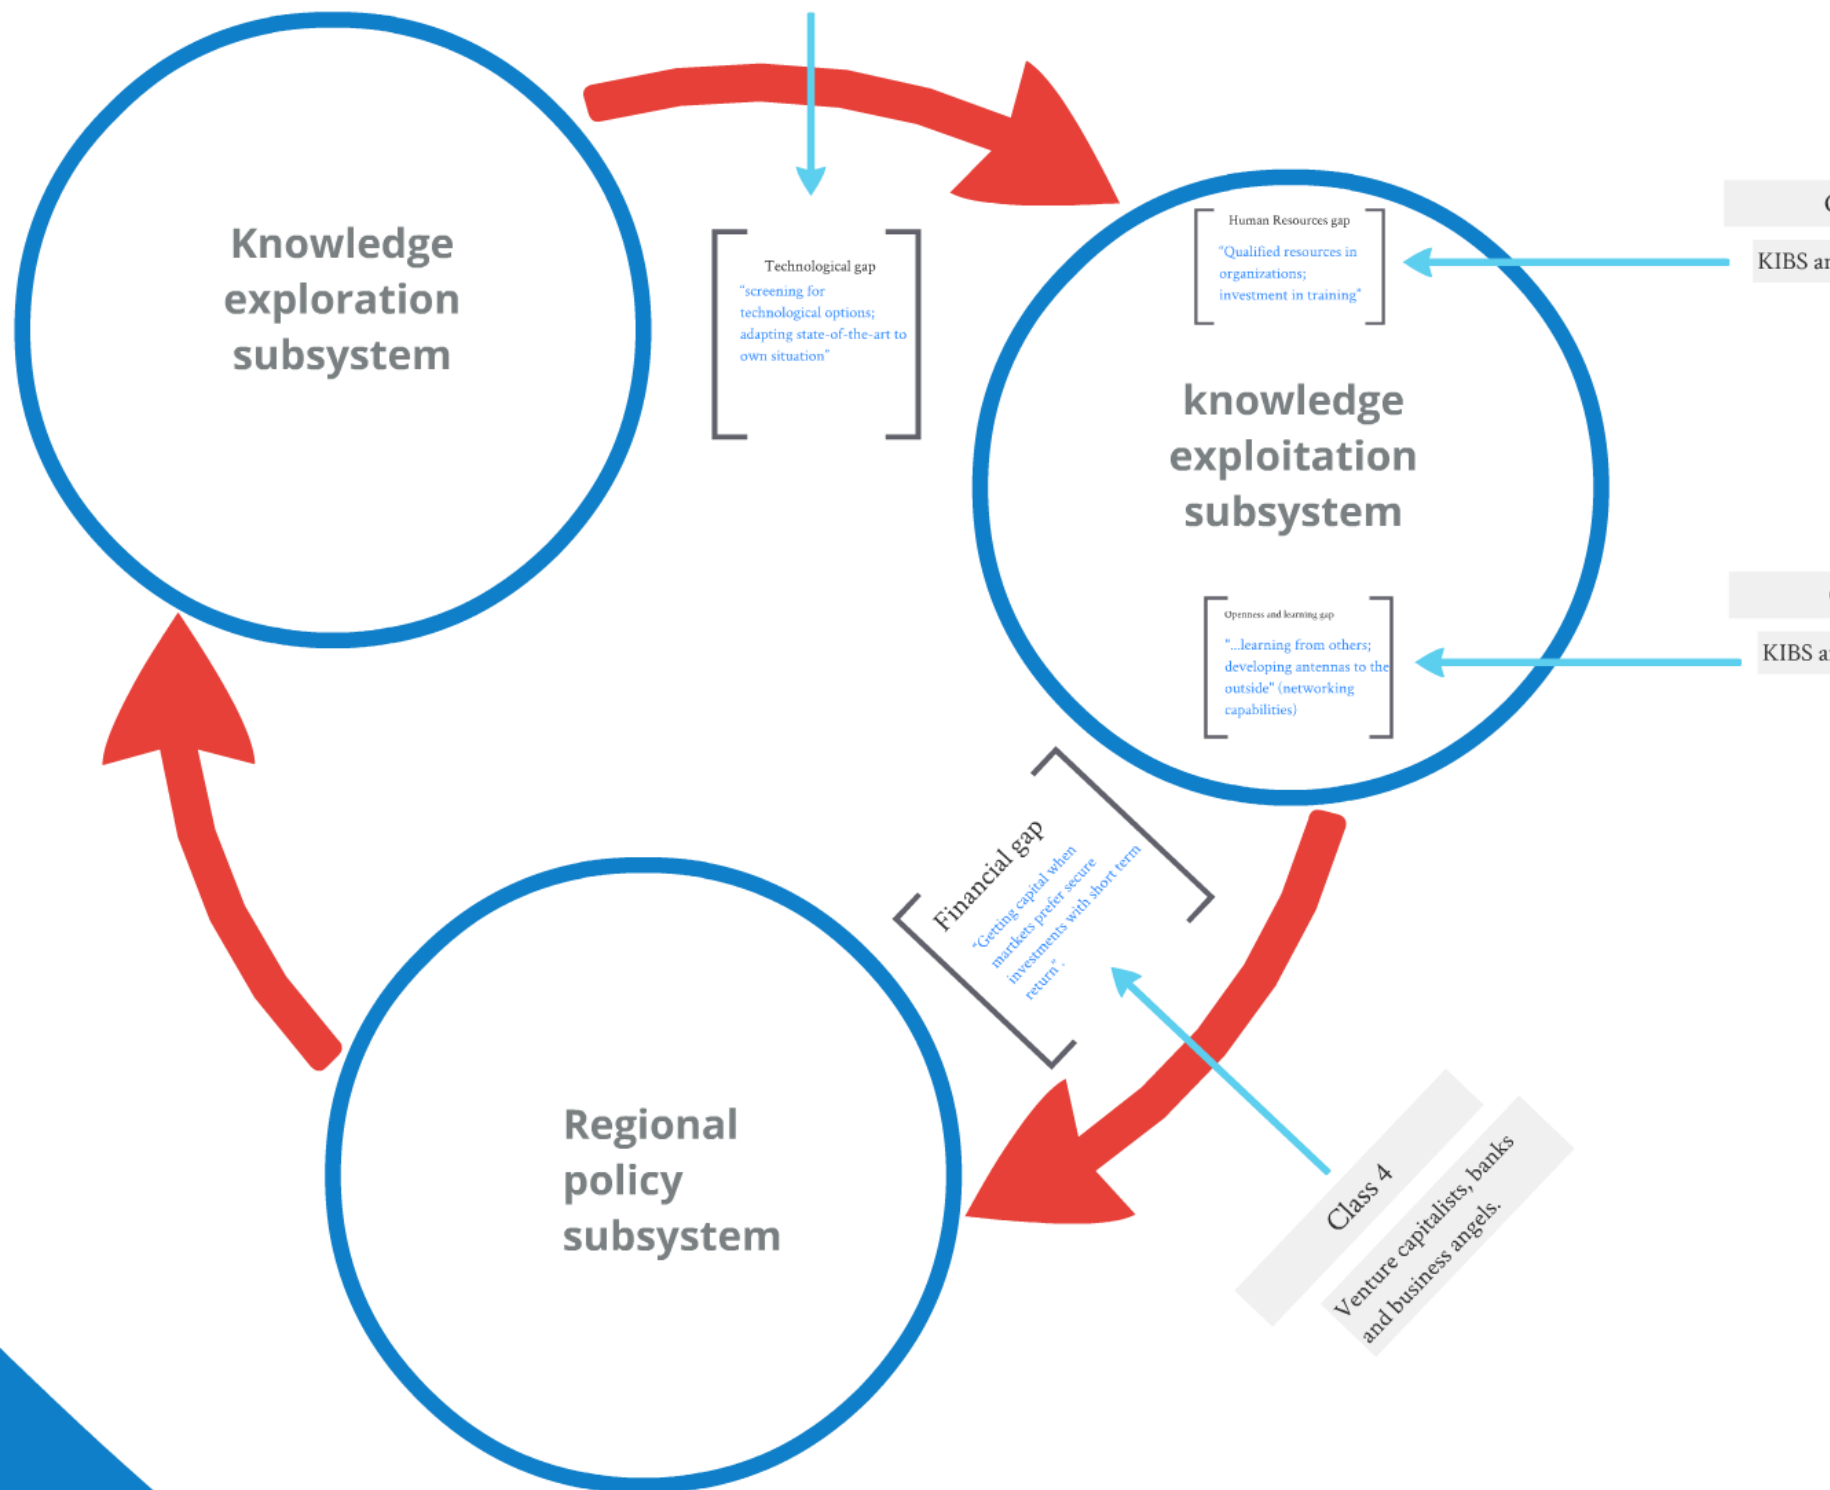 Knowledge
exploration
subsystem
Technological gap
"screening for
technological options;
adapting state-of-the-art to
own situation"
Human Resources gap
"Qualified resources in
organizations;
investment in training"
knowledge
exploitation
subsystem
Openness and learning gap
"...learning from others;
developing antennas to the
outside" (networking
capabilities)
KIBS
KIBS
Financial gap
"Getting capital when
martkets prefer secure
investments with short term
return".
Class 4
Venture capitalists, banks
and business angels.
Regional
policy
subsystem